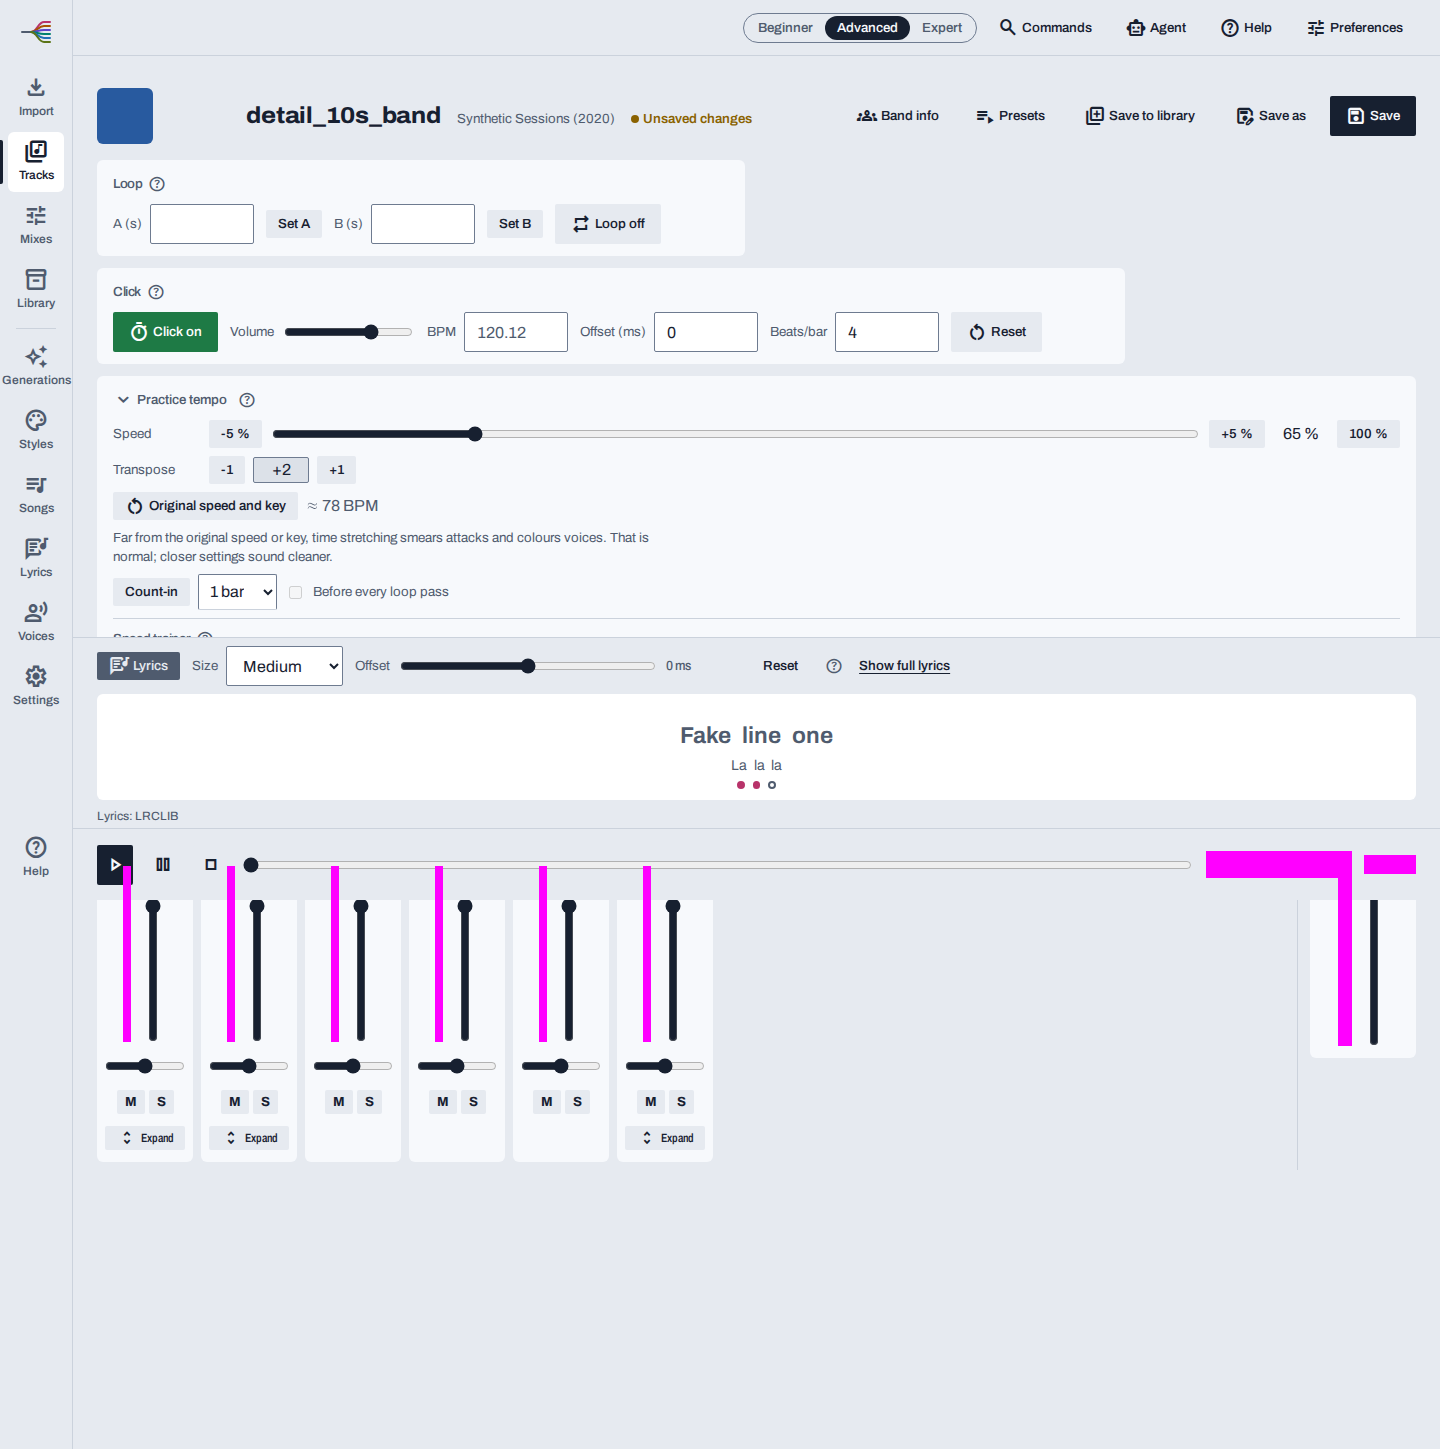 Beginner Advanced Expert Commands Agent Help Preferences
Import
Tracks
Mixes
Library
Generations
Styles
Songs
Lyrics
Voices
Settings
Help
detail_10s_band Synthetic Sessions (2020) Unsaved changes Band info Presets Save to library Save as Save
Loop
A (s) Set A B (s) Set B Loop off
Click
Click on Volume BPM 120.12 Offset (ms) 0 Beats/bar 4 Reset
Practice tempo
Speed -5 % +5 % 65 % 100 %
Transpose -1 +2 +1
Original speed and key ≈ 78 BPM
Far from the original speed or key, time stretching smears attacks and colours voices. That is
normal; closer settings sound cleaner.
Count-in 1 bar Before every loop pass
Speed trainer
Lyrics Size Medium Offset 0 ms Reset Show full lyrics
Fake line one
La la la
Lyrics: LRCLIB
M S M S M S M S M S M S
Expand Expand Expand